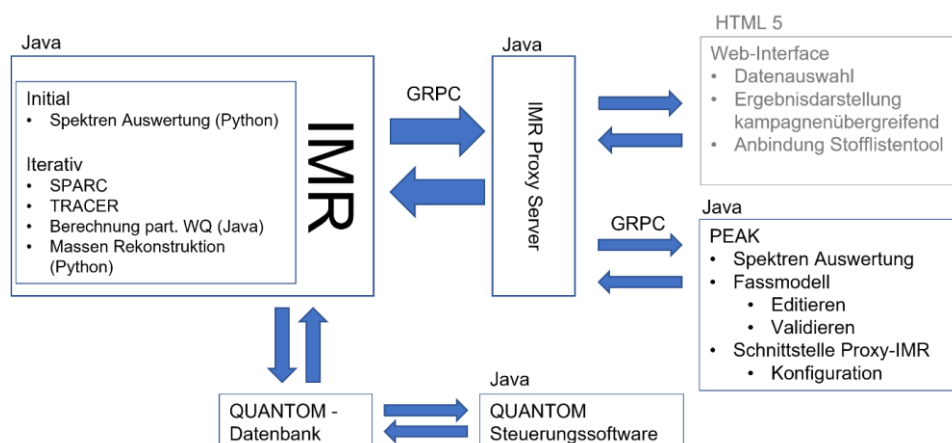 Java
Initial
• Spektren Auswertung (Python)
Iterativ
• SPARC
• TRACER
• Berechnung part. WQ (Java)
• Massen Rekonstruktion
(Python)
IMR
GRPC
Java
IMR Proxy Server
HTML 5
Web-Interface
• Datenauswahl
• Ergebnisdarstellung
kampagnenübergreifend
• Anbindung Stofflistentool
GRPC
Java
PEAK
• Spektren Auswertung
• Fassmodell
• Editieren
• Validieren
• Schnittstelle Proxy-IMR
• Konfiguration
QUANTOM -
Datenbank
Java
QUANTOM
Steuerungssoftware